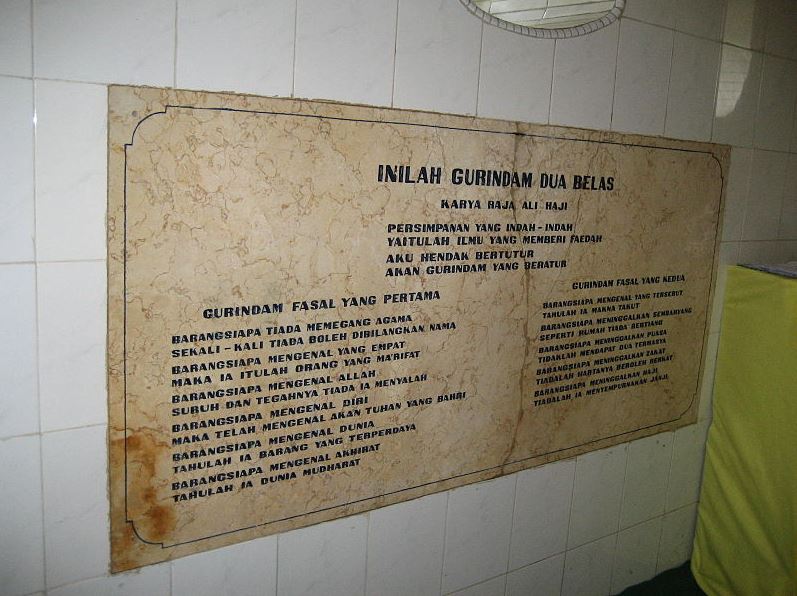 INILAH GURINDAM DUA BELAS
KARYA RAJA ALI HAJI
PERSIMPANAN YANG INDAH - INDAH
YAITULAH ILMU YANG MEMBERI FAEDAH
AKU HENDAK BERTUTUR
AKAN GURINDAM YANG BERATUR
GURINDAM FASAL YANG PERTAMA
BARANGSIAPA TIADA MEMEGANG AGAMA
SEKALI - KALI TIADA BOLEH DIBILANGKAN NAMA
BARANGSIAPA MENGENAL YANG EMPAT
MAKA IA ITULAH ORANG YANG MA'RIFAT
BARANGSIAPA MENGENAL ALLAH
SURUH DAN TEGAHNYA TIADA IA MENYALAH
BARANGSIAPA MENGENAL DIRI
MAKA TELAH MENGENAL AKAN TUHAN YANG BAHRI
BARANGSIAPA MENGENAL DUNIA
TAHULAH IA BARANG YANG TERPERDAYA
BARANGSIAPA MENGENAL AKHIRAT
TAHULAH IA DUNIA MUDHARAT
GURINDAM FASAL YANG KEDUA
BARANGSIAPA MENGENAL YANG TERSEBUT
TAHULAH IA MAKNA TAKUT
BARANGSIAPA MENINGGALKAN SEMBAHYANG
SEPERTI RUMAH TIADA BERTIANG
BARANGSIAPA MENINGGALKAN PUASA
TIDAKLAH MENDAPAT DUA TERMASYA
BARANGSIAPA MENINGGALKAN ZAKAT
TIADALAH HARTANYA BEROLEH BERKAT
BARANGSIAPA MENINGGALKAN HAJI
TIADALAH IA MENYEMPURNAKAN JANJI